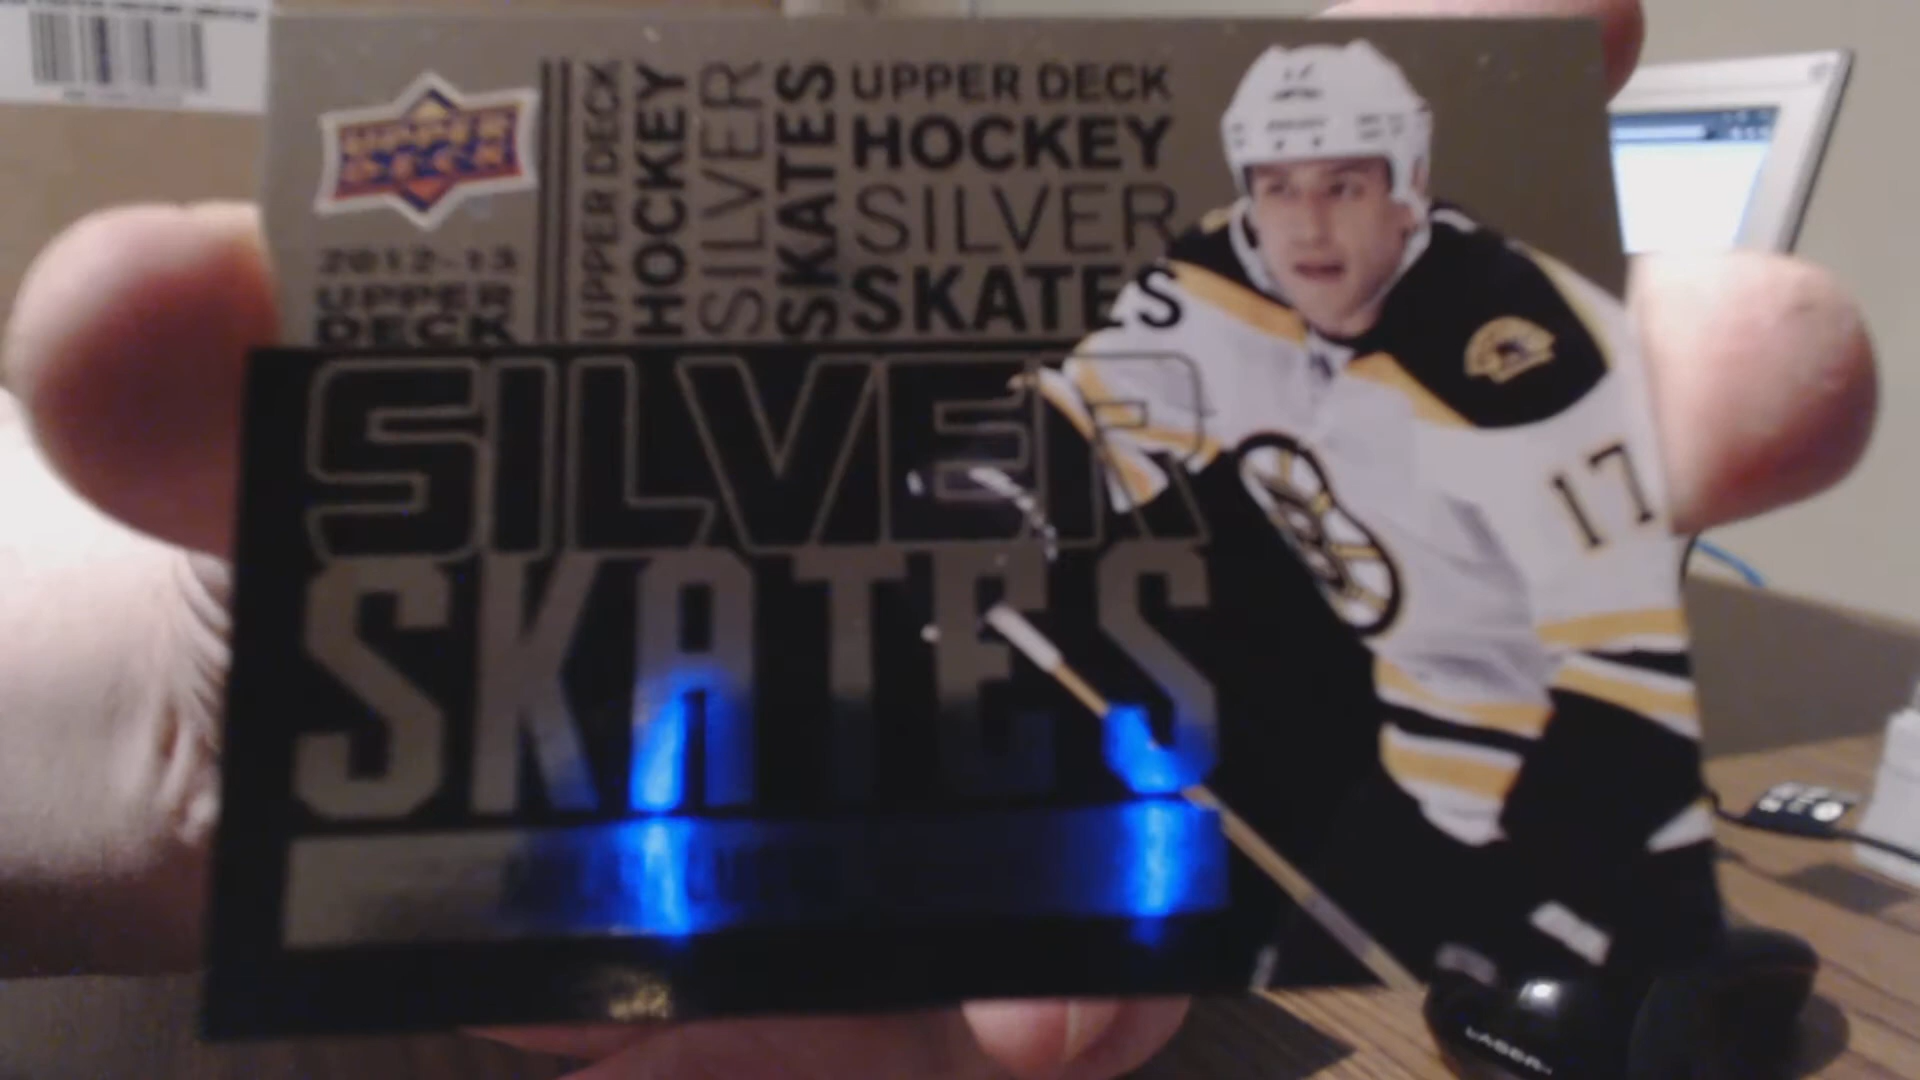 UPPER DECK
2012-13
UPPER
DECK
UPPER DECK
HOCKEY
SILVER
SKATES
UPPER DECK
HOCKEY
SILVER
SKATES
SILVER
SKATES
17
LASER